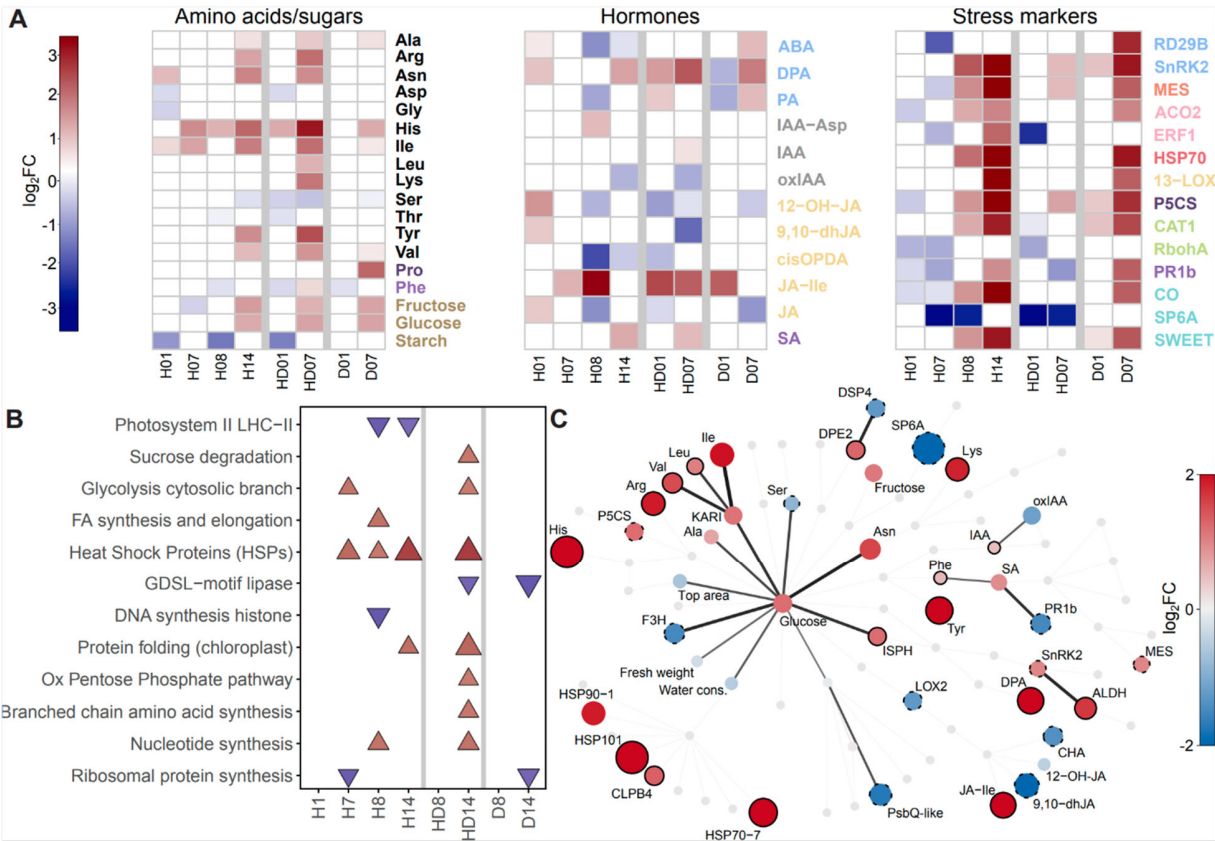 A
Amino acids/sugars
Hormones
Stress markers
log2FC
3
2
1
0
-1
-2
-3
Ala
Arg
Asn
Asp
Gly
His
Ile
Leu
Lys
Ser
Thr
Tyr
Val
Pro
Phe
Fructose
Glucose
Starch
H01
H07
H08
H14
HD01
HD07
D01
D07
ABA
DPA
PA
IAA-Asp
IAA
oxIAA
12-OH-JA
9,10-dhJA
cisOPDA
JA-Ile
JA
SA
H01
H07
H08
H14
HD01
HD07
D01
D07
RD29B
SnRK2
MES
ACO2
ERF1
HSP70
13-LOX
P5CS
CAT1
RbohA
PR1b
CO
SP6A
SWEET
H01
H07
H08
H14
HD01
HD07
D01
D07
B
Photosystem II LHC-II
Sucrose degradation
Glycolysis cytosolic branch
FA synthesis and elongation
Heat Shock Proteins (HSPs)
GDSL-motif lipase
DNA synthesis histone
Protein folding (chloroplast)
Ox Pentose Phosphate pathway
Branched chain amino acid synthesis
Nucleotide synthesis
Ribosomal protein synthesis
H1
H7
H8
H14
HD8
HD14
D8
D14
C
DSP4
SP6A
DPE2
Lys
Ile
Leu
Val
Fructose
Arg
Ser
oxIAA
KARI
P5CS
Asn
Ala
IAA
His
Phe
SA
Top area
PR1b
Glucose
Tyr
F3H
ISPH
MES
SnRK2
Fresh weight
Water cons.
DPA
ALDH
LOX2
HSP90-1
CHA
HSP101
12-OH-JA
CLPB4
JA-Ile
9,10-dhJA
PsbQ-like
HSP70-7
2
0
-2
log2FC